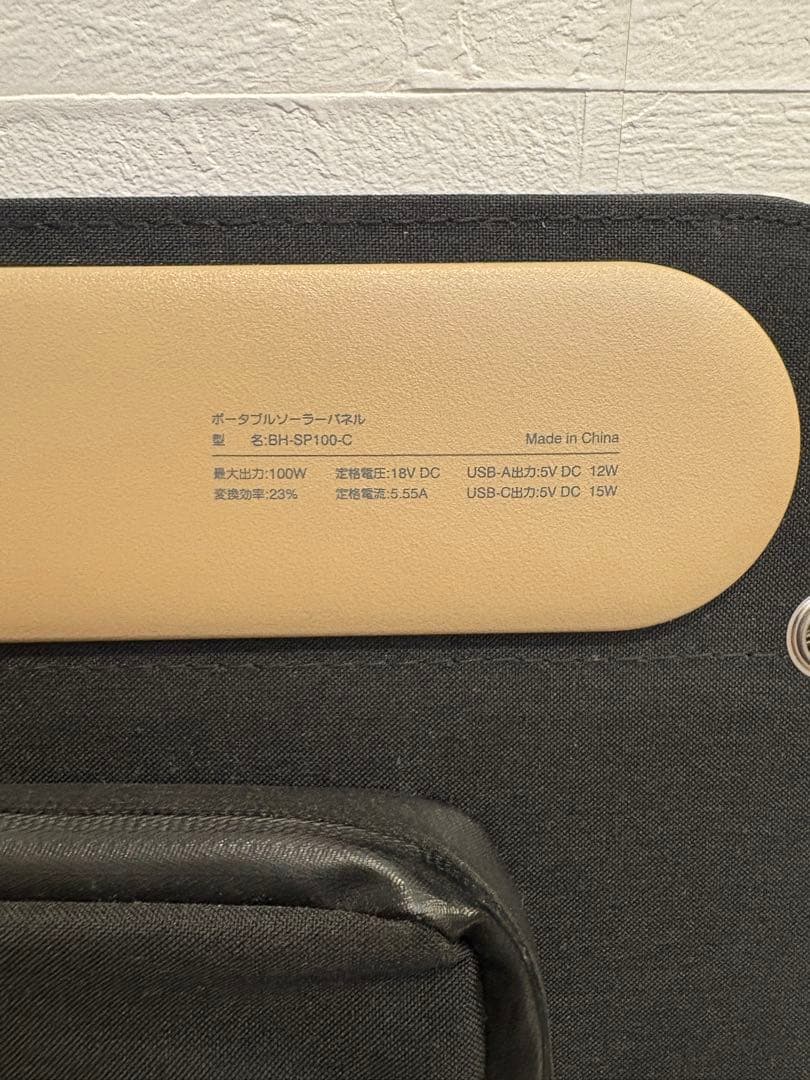 ポータブルソーラーパネル
型 名:BH-SP100-C Made in China
最大出力:100W 定格電圧:18V DC USB-A出力:5V DC 12W
変換効率:23% 定格電流:5.55A USB-C出力:5V DC 15W